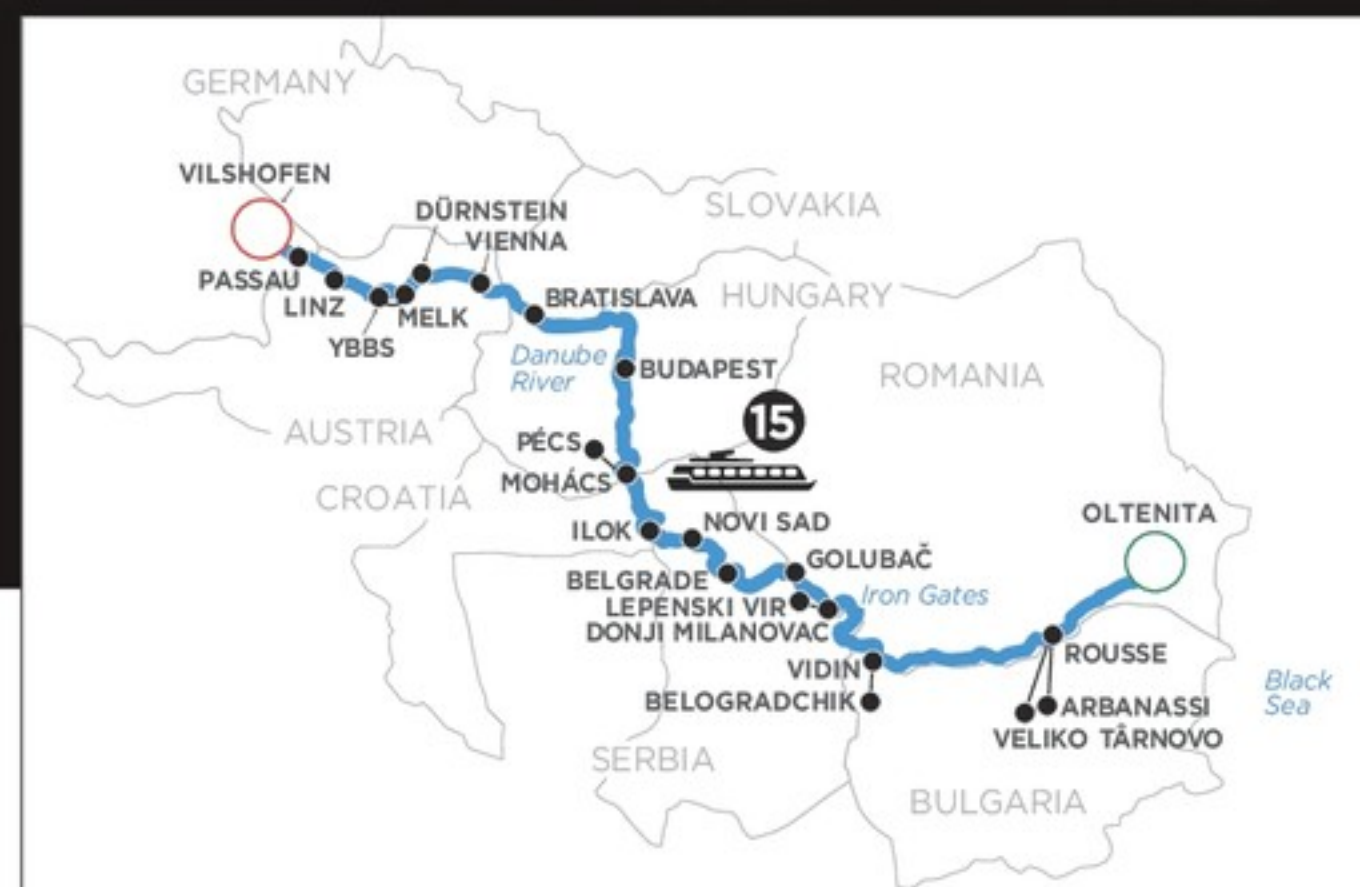 GERMANY
VILSHOFEN
SLOVAKIA
DÜRNSTEIN
VIENNA
PASSAU
LINZ
MELK
YBBS
BRATISLAVA
HUNGARY
Danube
River
BUDAPEST
ROMANIA
15
AUSTRIA
PÉCS
MOHÁCS
CROATIA
OLTENITA
ILOK
NOVI SAD
GOLUBAČ
BELGRADE
Iron Gates
LEPENSKI VIR
DONJI MILANOVAC
VIDIN
ROUSSE
BELOGRADCHIK
ARBANASSI
VELIKO TÂRNOVO
Black
Sea
SERBIA
BULGARIA